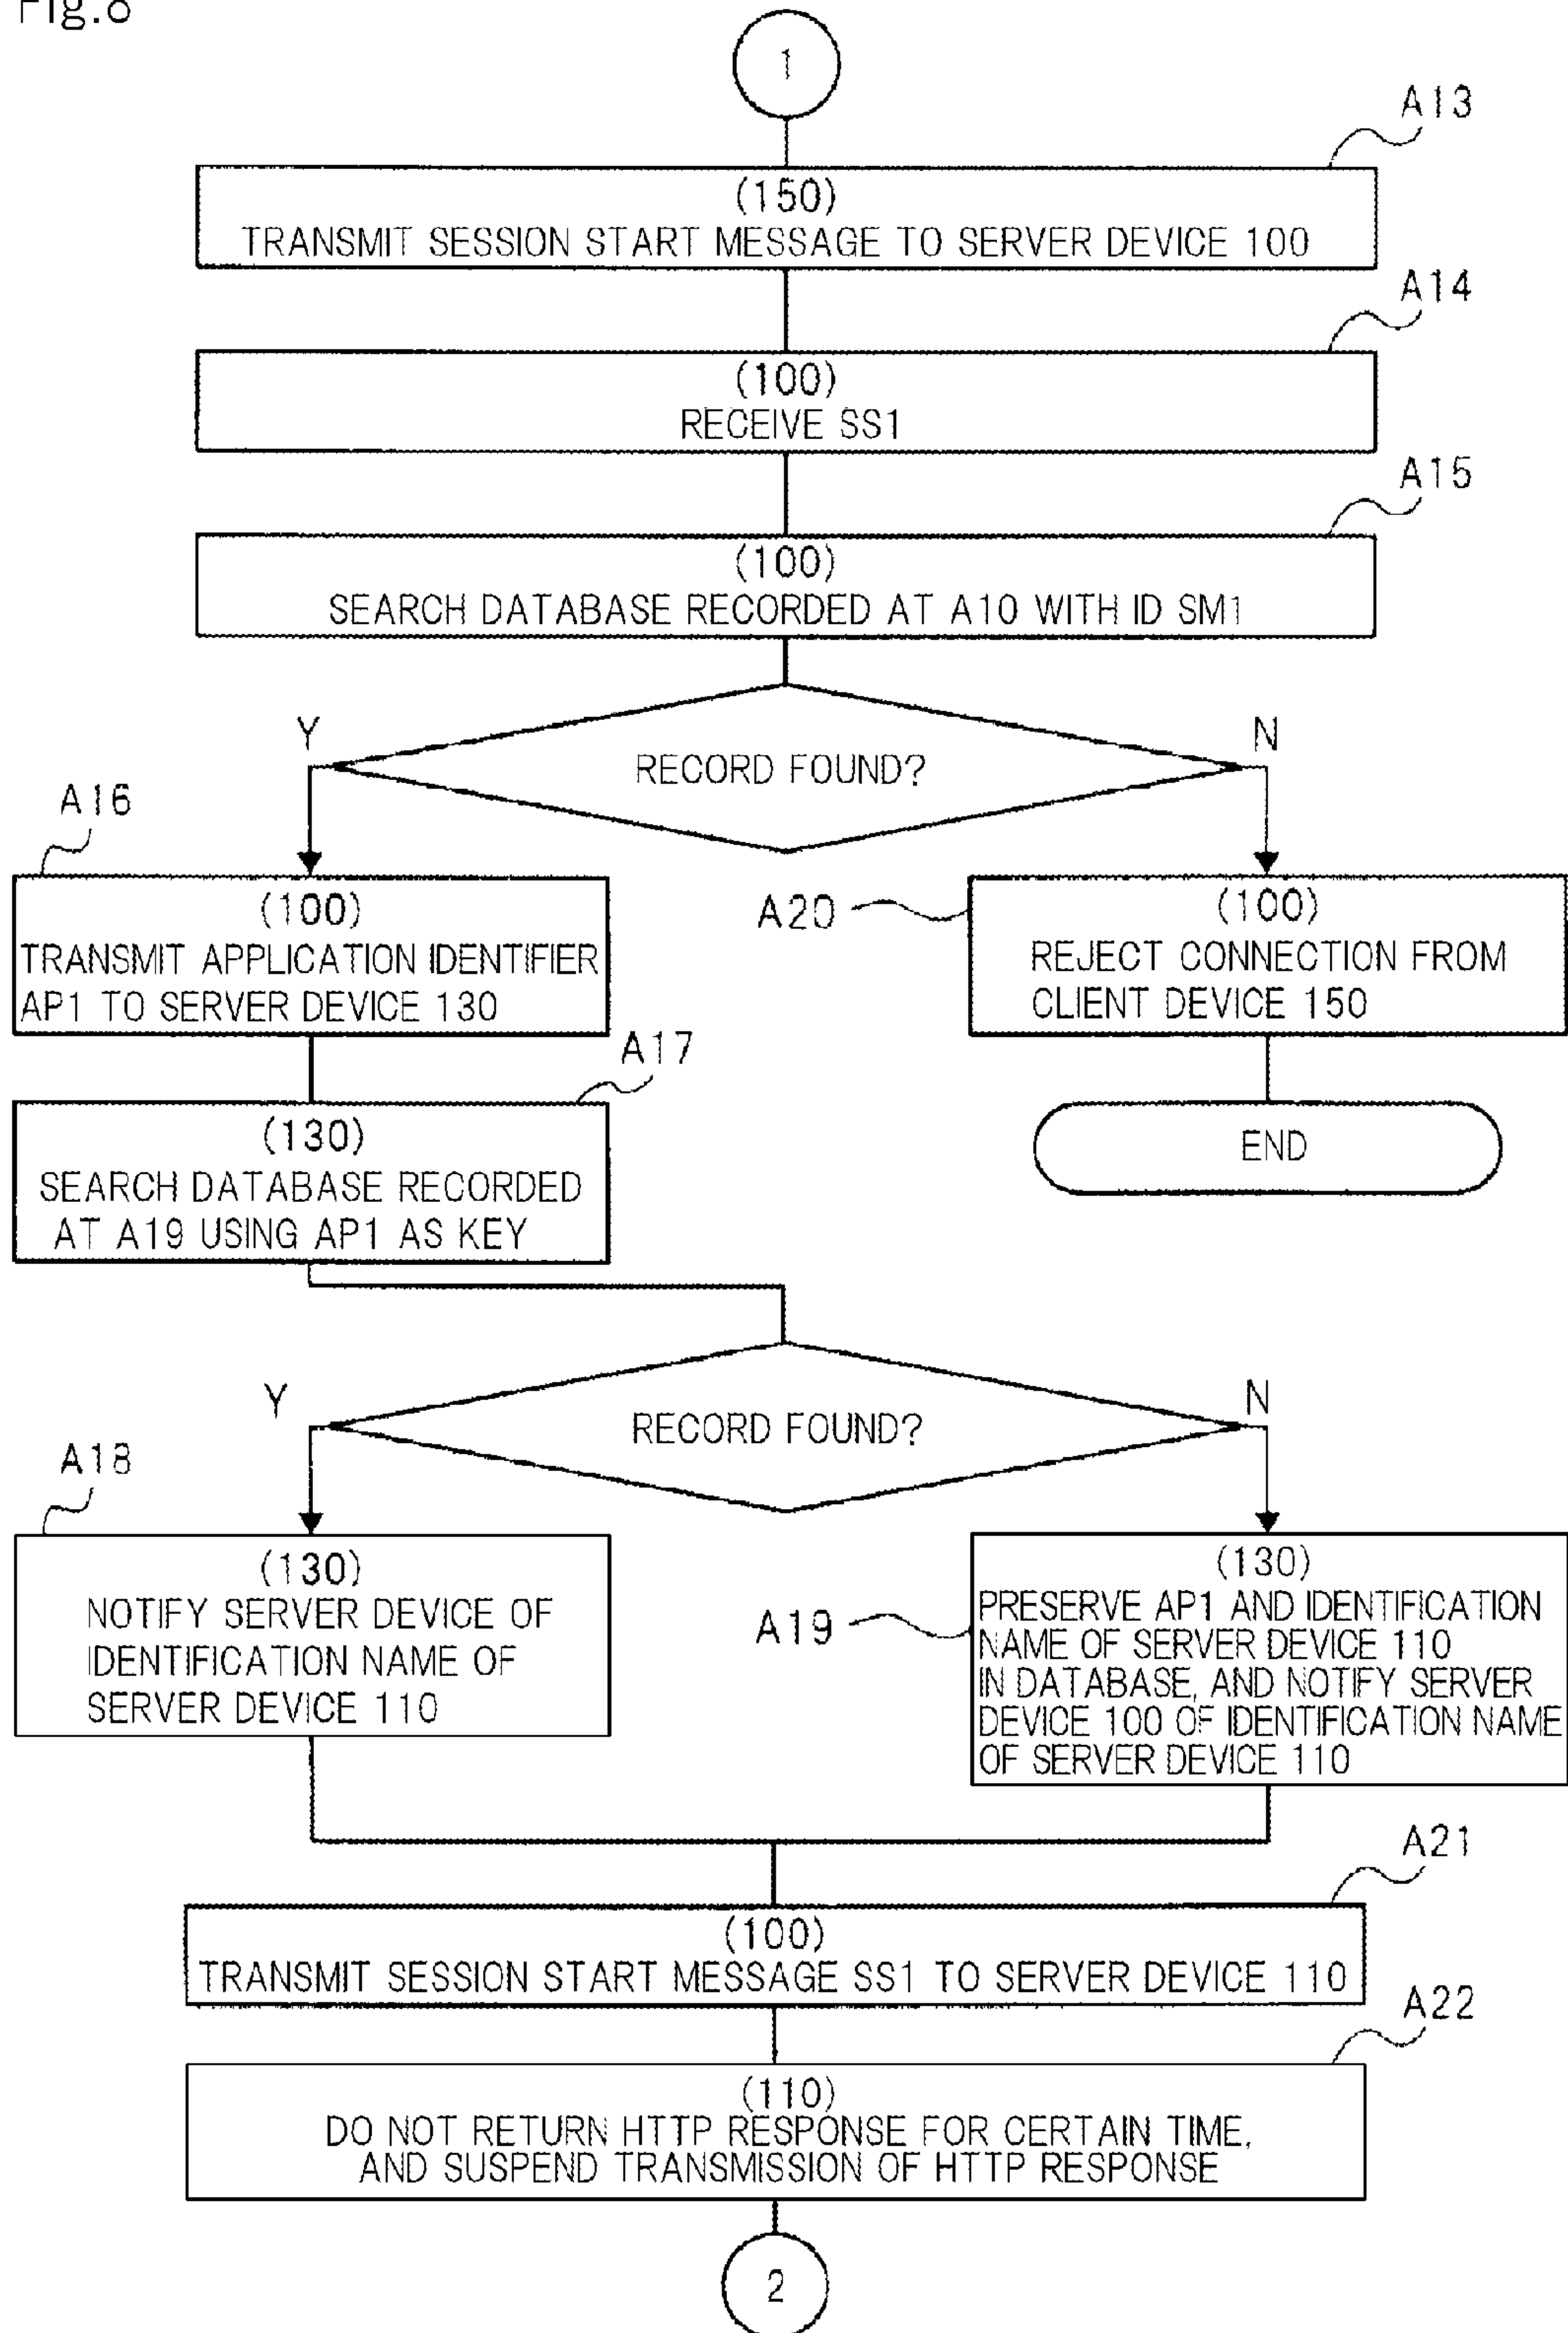 Fig.8
1
A13
(150)
TRANSMIT SESSION START MESSAGE TO SERVER DEVICE 100
A14
(100)
RECEIVE SS1
A15
(100)
SEARCH DATABASE RECORDED AT A10 WITH ID SM1
RECORD FOUND?
Y
N
A16
(100)
TRANSMIT APPLICATION IDENTIFIER
AP1 TO SERVER DEVICE 130
A20
(100)
REJECT CONNECTION FROM
CLIENT DEVICE 150
END
A17
(130)
SEARCH DATABASE RECORDED
AT A19 USING AP1 AS KEY
RECORD FOUND?
Y
N
A18
(130)
NOTIFY SERVER DEVICE OF
IDENTIFICATION NAME OF
SERVER DEVICE 110
A19
(130)
PRESERVE AP1 AND IDENTIFICATION
NAME OF SERVER DEVICE 110
IN DATABASE, AND NOTIFY SERVER
DEVICE 100 OF IDENTIFICATION NAME
OF SERVER DEVICE 110
A21
(100)
TRANSMIT SESSION START MESSAGE SS1 TO SERVER DEVICE 110
A22
(110)
DO NOT RETURN HTTP RESPONSE FOR CERTAIN TIME,
AND SUSPEND TRANSMISSION OF HTTP RESPONSE
2